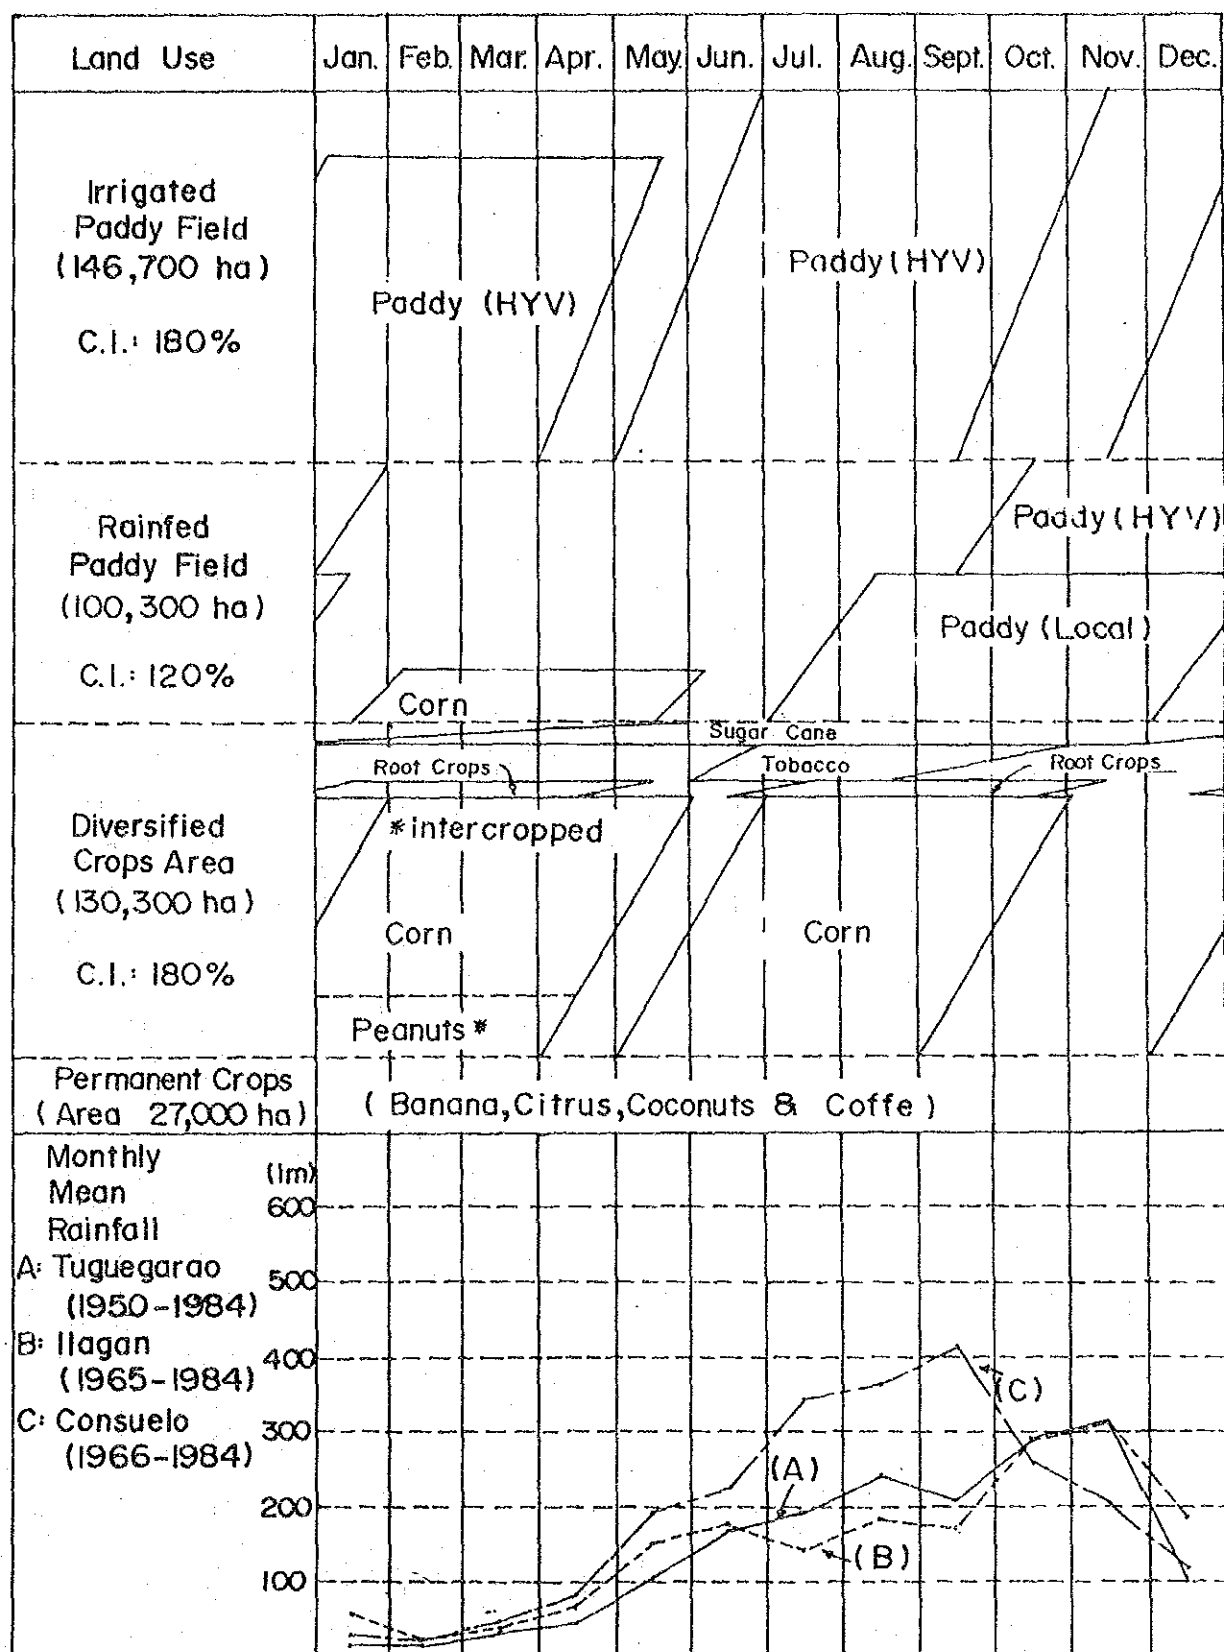 Land Use Jan. Feb. Mar. Apr. May. Jun. Jul. Aug. Sept. Oct. Nov. Dec.
Irrigated
Paddy Field
(146,700 ha)
C.I.: 180%
Paddy (HYV)
Paddy (HYV)
Rainfed
Paddy Field
(100,300 ha)
C.I.: 120%
Paddy (HYV)
Paddy (Local)
Corn
Sugar Cane
Root Crops
Tobacco
Root Crops
Diversified
Crops Area
(130,300 ha)
C.I.: 180%
*intercropped
Corn
Corn
Peanuts *
Permanent Crops
(Area 27,000 ha)
(Banana, Citrus, Coconuts & Coffe)
Monthly
Mean
Rainfall
(1m)
600
500
400
300
200
100
A: Tuguegarao
(1950-1984)
B: Ilagan
(1965-1984)
C: Consuelo
(1966-1984)
(C)
(A)
(B)